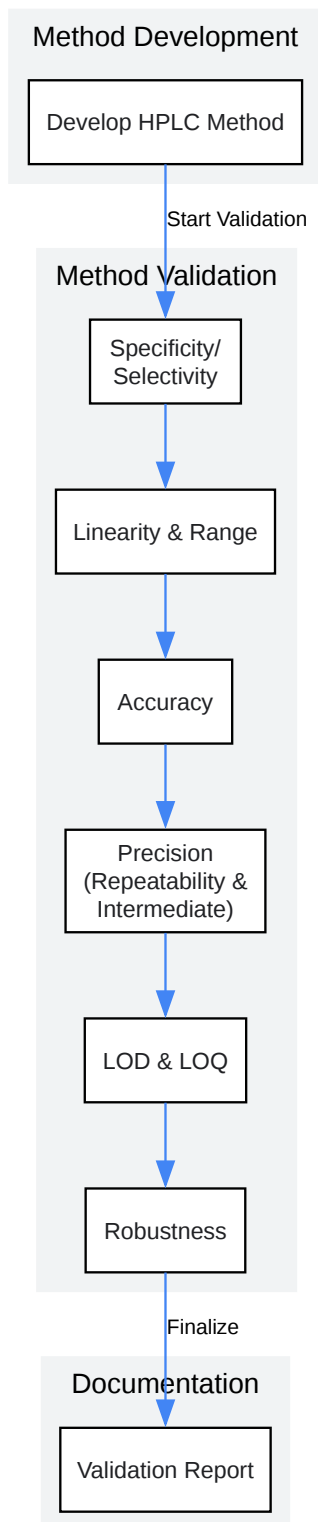 Method Development
Develop HPLC Method
Start Validation
Method Validation
Specificity/
Selectivity
Linearity & Range
Accuracy
Precision
(Repeatability &
Intermediate)
LOD & LOQ
Robustness
Finalize
Documentation
Validation Report